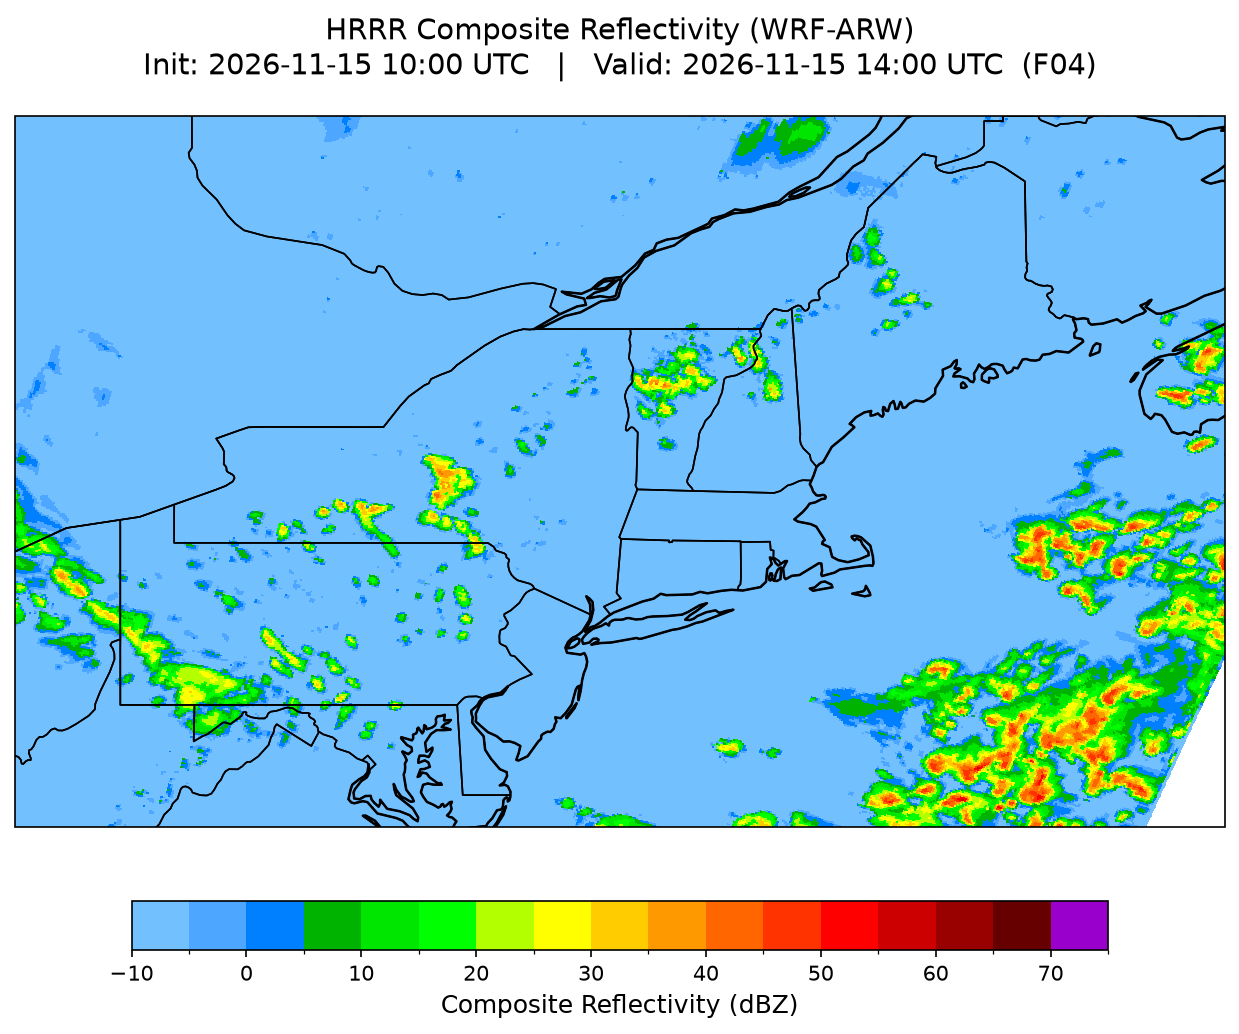 HRRR Composite Reflectivity (WRF-ARW)
Init: 2026-11-15 10:00 UTC   |   Valid: 2026-11-15 14:00 UTC  (F04)
−10 0 10 20 30 40 50 60 70
Composite Reflectivity (dBZ)